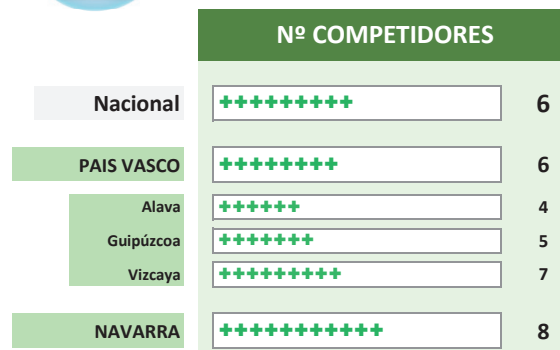 Nº COMPETIDORES
Nacional +++++++++ 6
PAIS VASCO ++++++++ 6
Alava ++++++ 4
Guipúzcoa +++++++ 5
Vizcaya +++++++++ 7
NAVARRA +++++++++++ 8